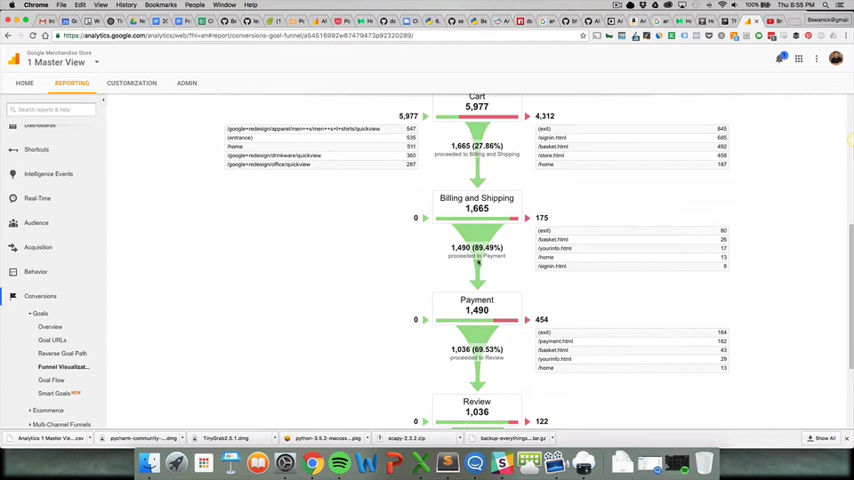 Chrome File Edit View History Bookmarks People Window Help
100% Thu 8:55 PM
Bowanick@gmail
https://analytics.google.com/analytics/web/?hl=en#report/conversions-goal-funnel/a54516992w87479473p92320289/
Google Merchandise Store
1 Master View
HOME REPORTING CUSTOMIZATION ADMIN
Search reports & help
Dashboards
Shortcuts
Intelligence Events
Real-Time
Audience
Acquisition
Behavior
Conversions
Goals
Overview
Goal URLs
Reverse Goal Path
Funnel Visualizat...
Goal Flow
Smart Goals NEW
Ecommerce
Multi-Channel Fun...
Cart
5,977
5,977
4,312
/google+redesign/apparel/men++s/men++s+t+shirts/quickview 547
(entrance) 535
/home 511
/google+redesign/drinkware/quickview 360
/google+redesign/office/quickview 287
1,665 (27.86%)
proceeded to Billing and Shipping
(exit) 845
/signin.html 685
/basket.html 492
/store.html 458
/home 187
Billing and Shipping
1,665
0
175
1,490 (89.49%)
proceeded to Payment
(exit) 80
/basket.html 26
/yourinfo.html 17
/home 13
/signin.html 8
Payment
1,490
0
454
1,036 (69.53%)
proceeded to Review
(exit) 164
/payment.html 162
/basket.html 43
/yourinfo.html 29
/home 13
Review
1,036
0
122
Analytics 1 Master Vie....csv
pycharm-community-....dmg
TinyGrab2.5.1.dmg
python-3.5.2-macosx....pkg
scapy-2.3.2.zip
backup-everythings....tar.gz
Show All